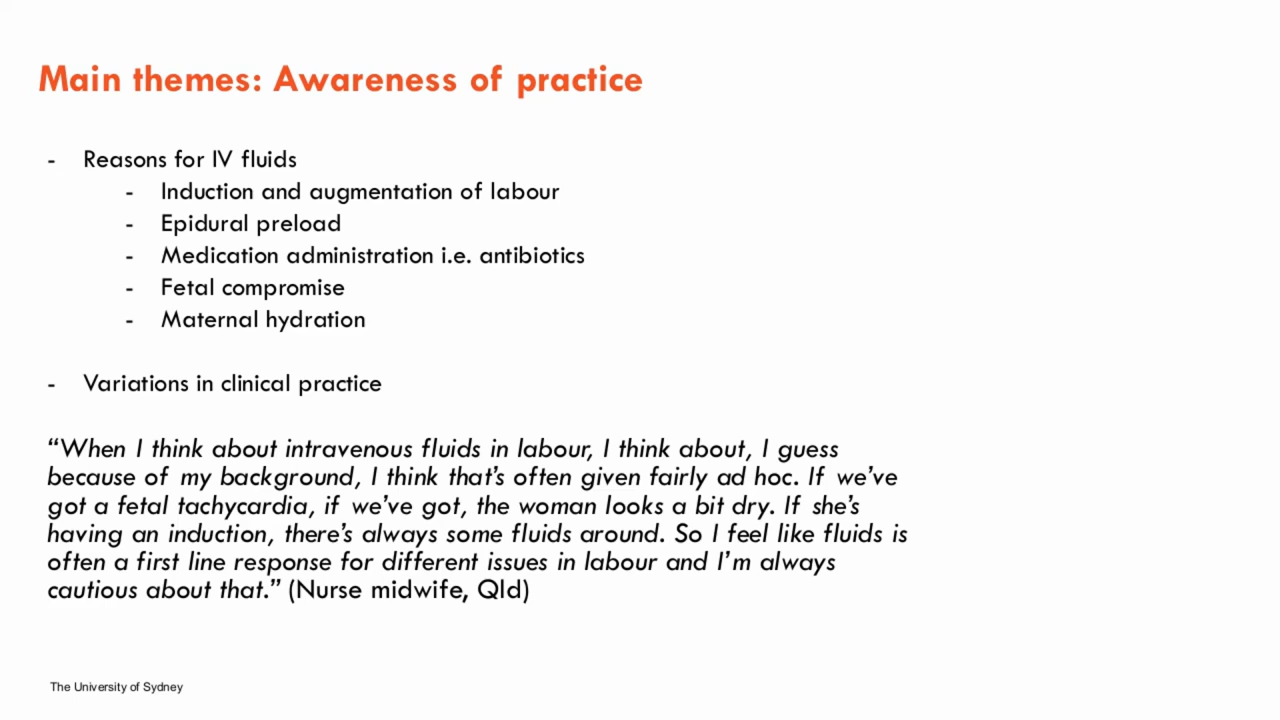 Main themes: Awareness of practice
- Reasons for IV fluids
- Induction and augmentation of labour
- Epidural preload
- Medication administration i.e. antibiotics
- Fetal compromise
- Maternal hydration
- Variations in clinical practice
“When I think about intravenous fluids in labour, I think about, I guess
because of my background, I think that’s often given fairly ad hoc. If we’ve
got a fetal tachycardia, if we’ve got, the woman looks a bit dry. If she’s
having an induction, there’s always some fluids around. So I feel like fluids is
often a first line response for different issues in labour and I’m always
cautious about that.” (Nurse midwife, Qld)
The University of Sydney